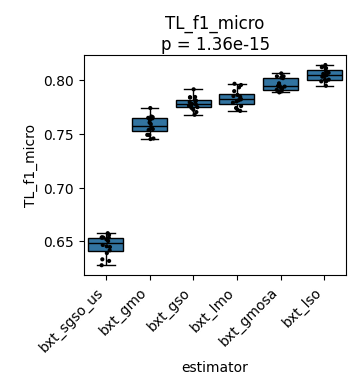 TL_f1_micro
p = 1.36e-15
TL_f1_micro
0.80
0.75
0.70
0.65
bxt_sgso_us
bxt_gmo
bxt_gso
bxt_lmo
bxt_gmosa
bxt_lso
estimator